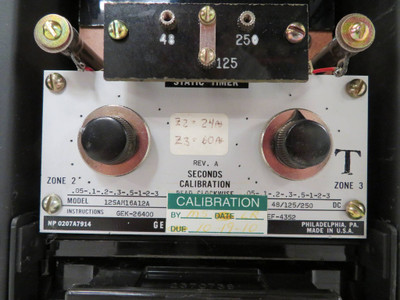 48 250
125
STATIC TIMER
Z2 = 24~
Z3 = 60~
REV. A
SECONDS
CALIBRATION
READ CLOCKWISE
ZONE 2
.05-.1-.2-.3-.5-1-2-3
ZONE 3
T
.05-.1-.2-.3-.5-1-2-3
MODEL 12SAM16A12A
48/125/250 DC
INSTRUCTIONS GEK-26400
EF-4352
NP 0207A7914 GE
PHILADELPHIA, PA.
MADE IN U.S.A.
CALIBRATION
BY DATE
DUE